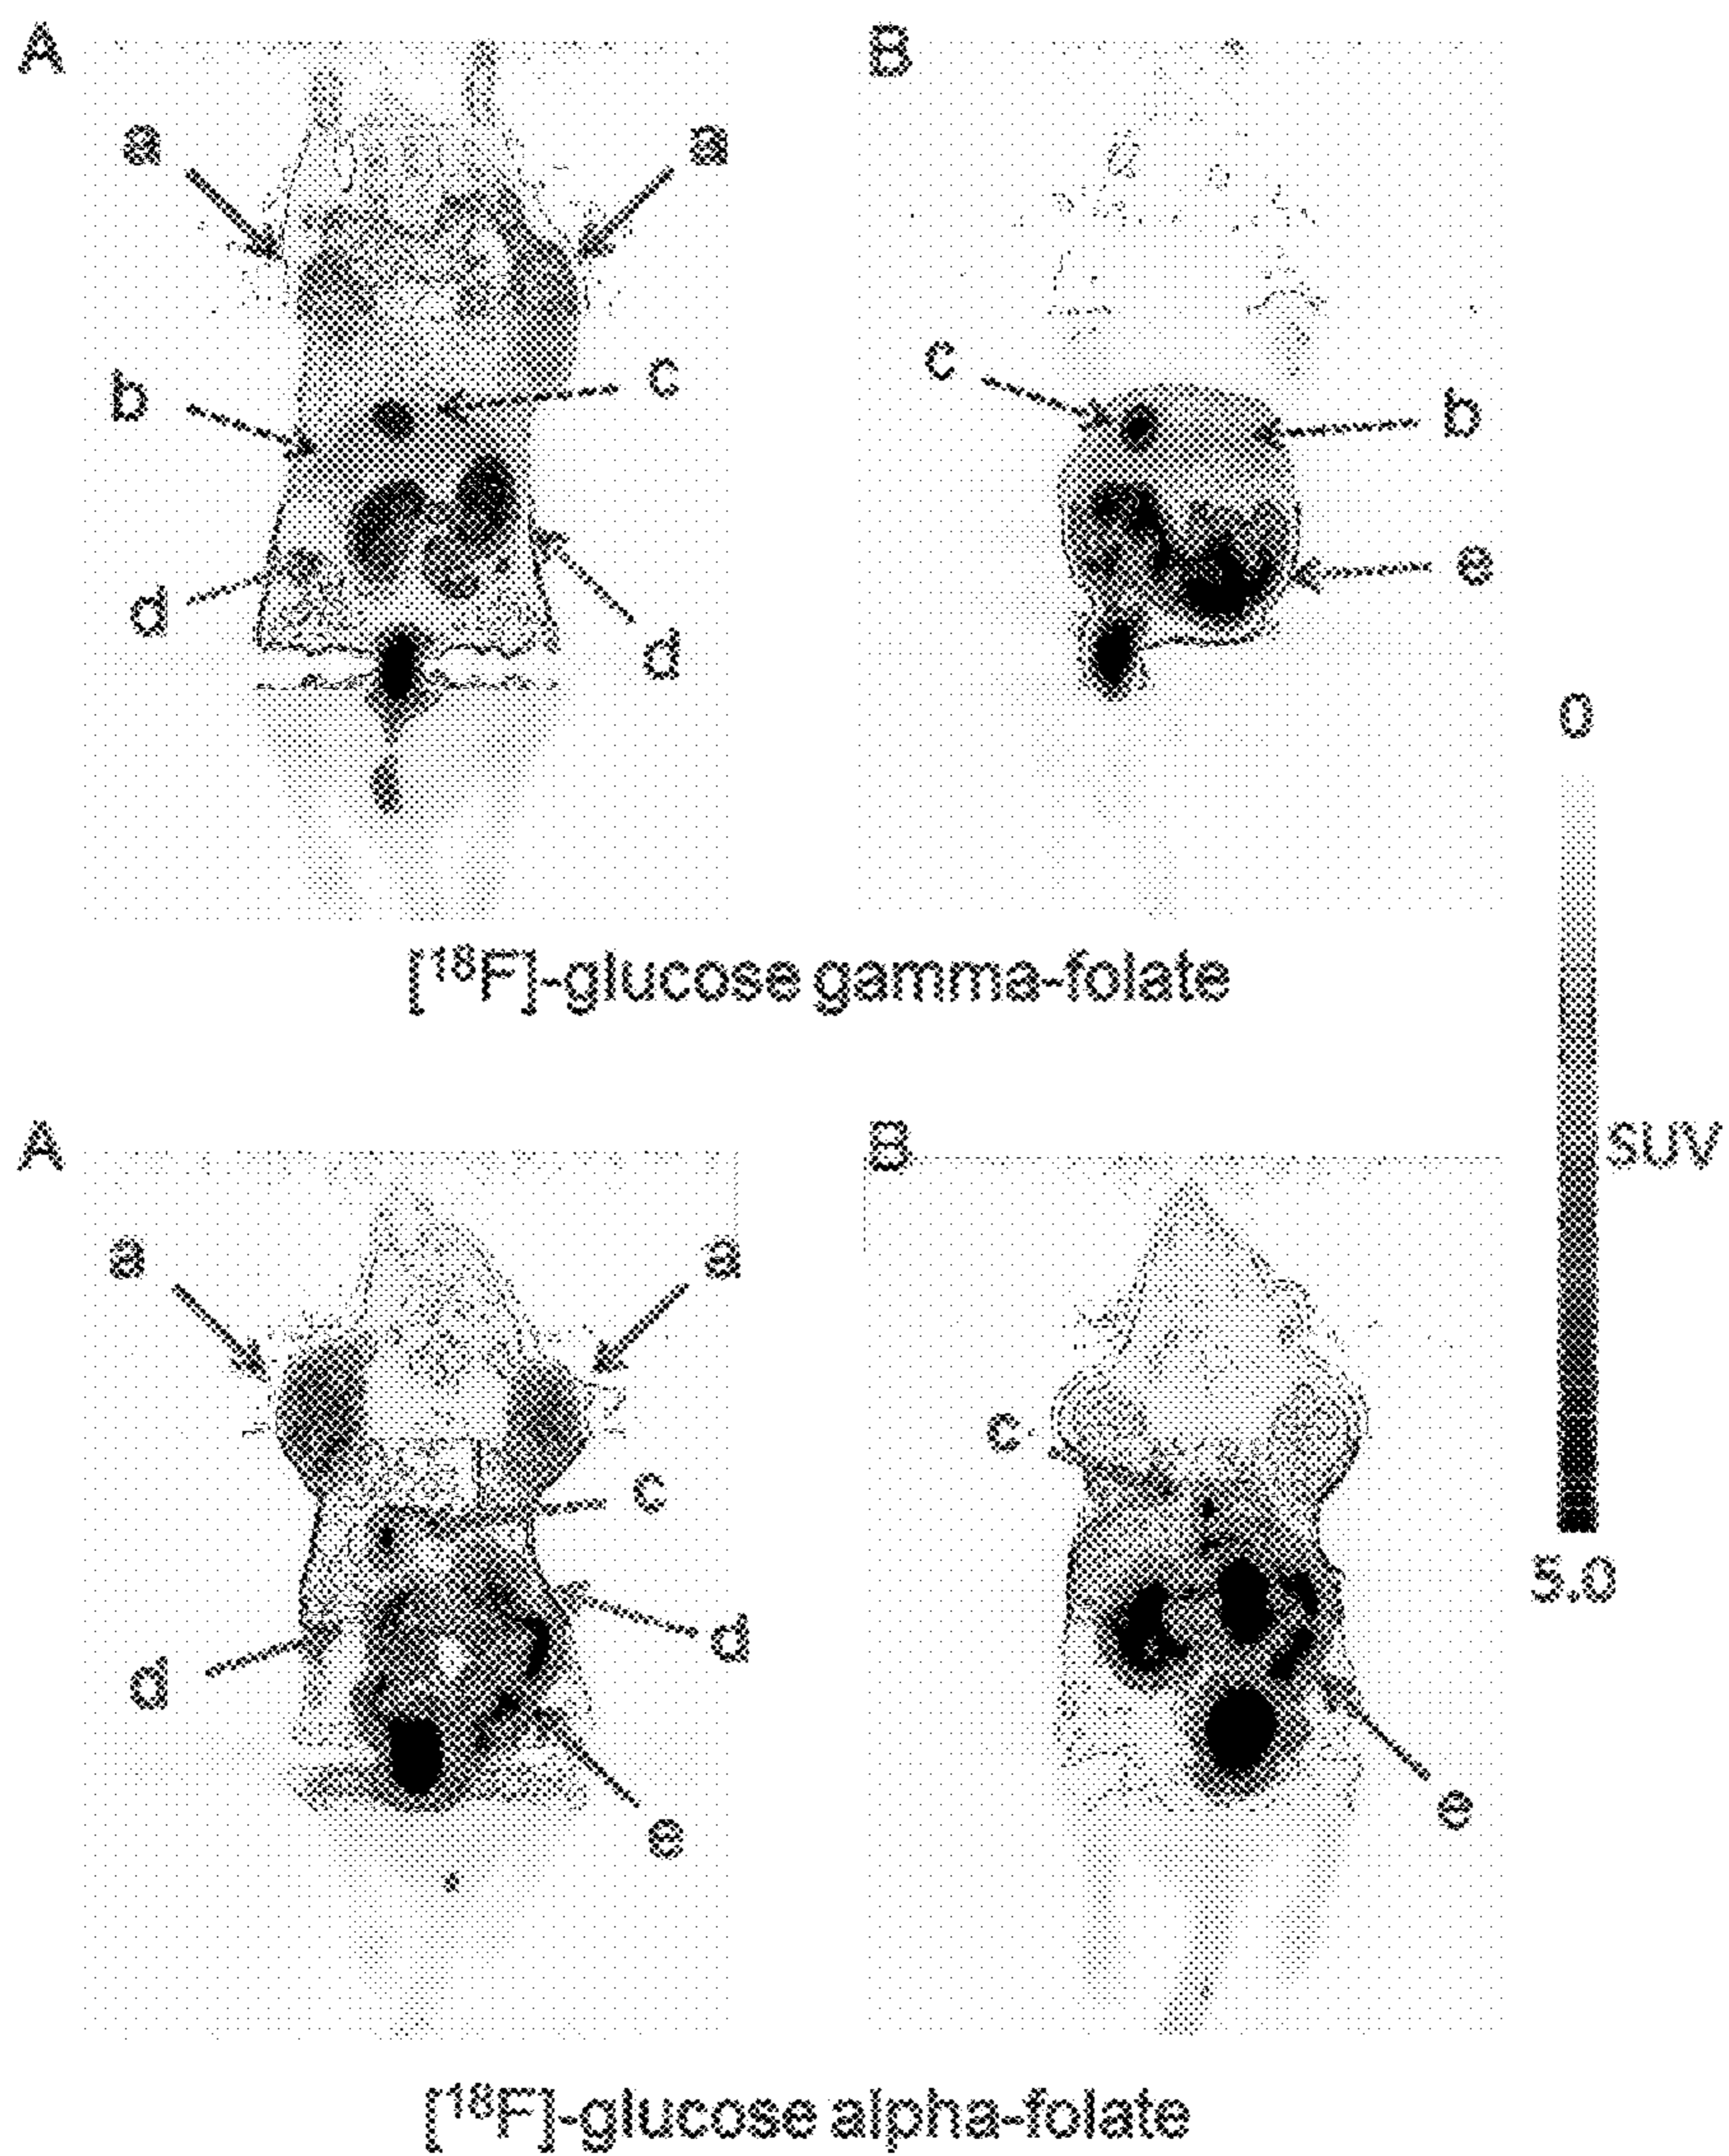 A
B
a
a
c
b
c
b
d
e
d
0
[¹⁸F]-glucose gamma-folate
A
B
SUV
a
a
c
c
5.0
d
d
e
e
[¹⁸F]-glucose alpha-folate